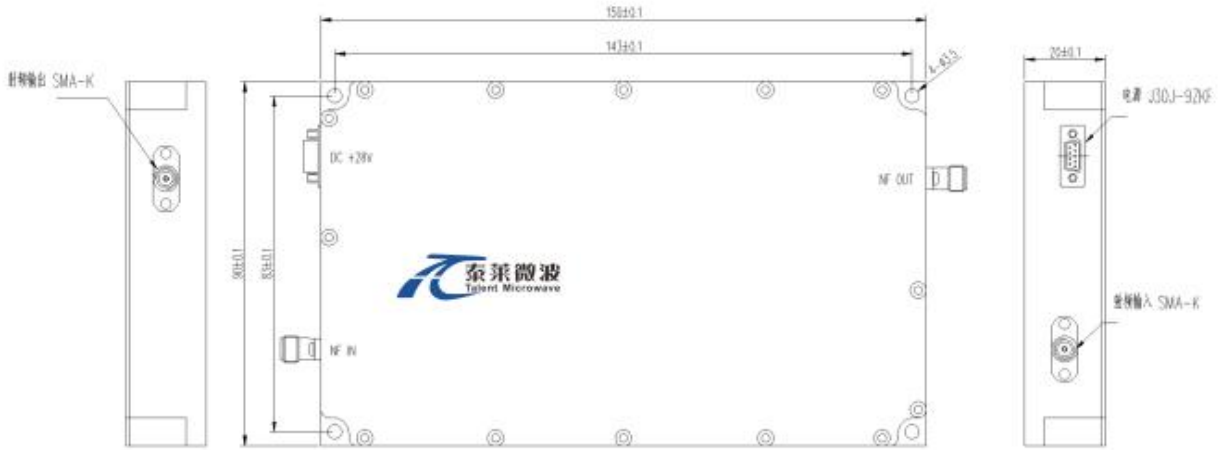 150±0.1
143±0.1
4-φ3.5
20±0.1
射频输出 SMA-K
电源 J30J-9ZKF
DC +28V
NF OUT
90±0.1
83±0.1
泰莱微波
Talent Microwave
射频输入 SMA-K
NF IN